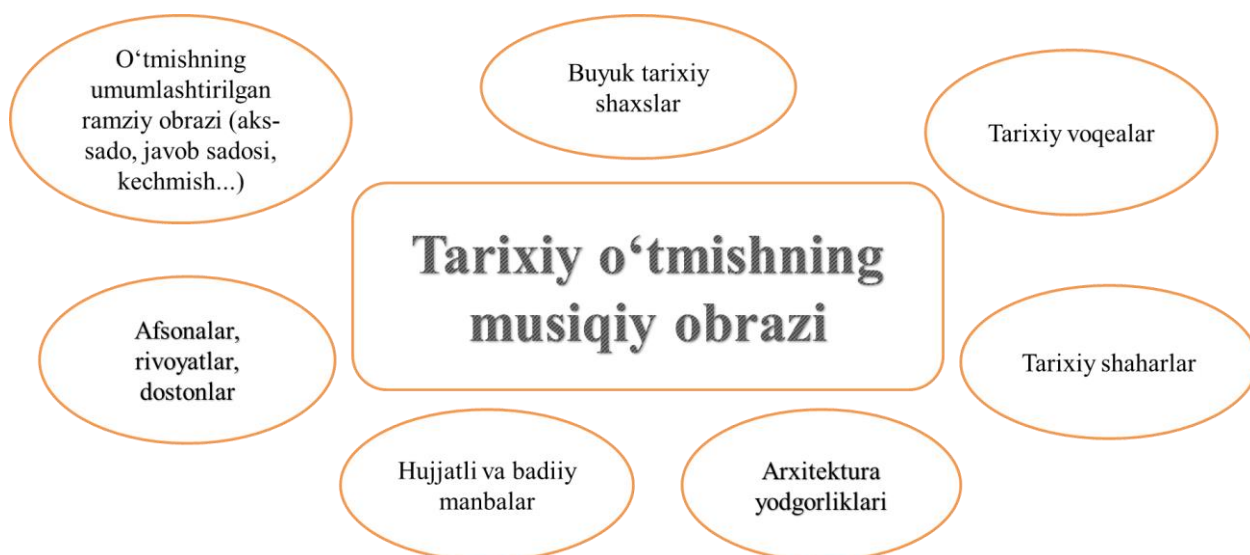 O‘tmishning
umumlashtirilgan
ramziy obrazi (aks-
sado, javob sadosi,
kechmish...)
Buyuk tarixiy
shaxslar
Tarixiy voqealar
Tarixiy o‘tmishning
musiqiy obrazi
Afsonalar,
rivoyatlar,
dostonlar
Tarixiy shaharlar
Hujjatli va badiiy
manbalar
Arxitektura
yodgorliklari